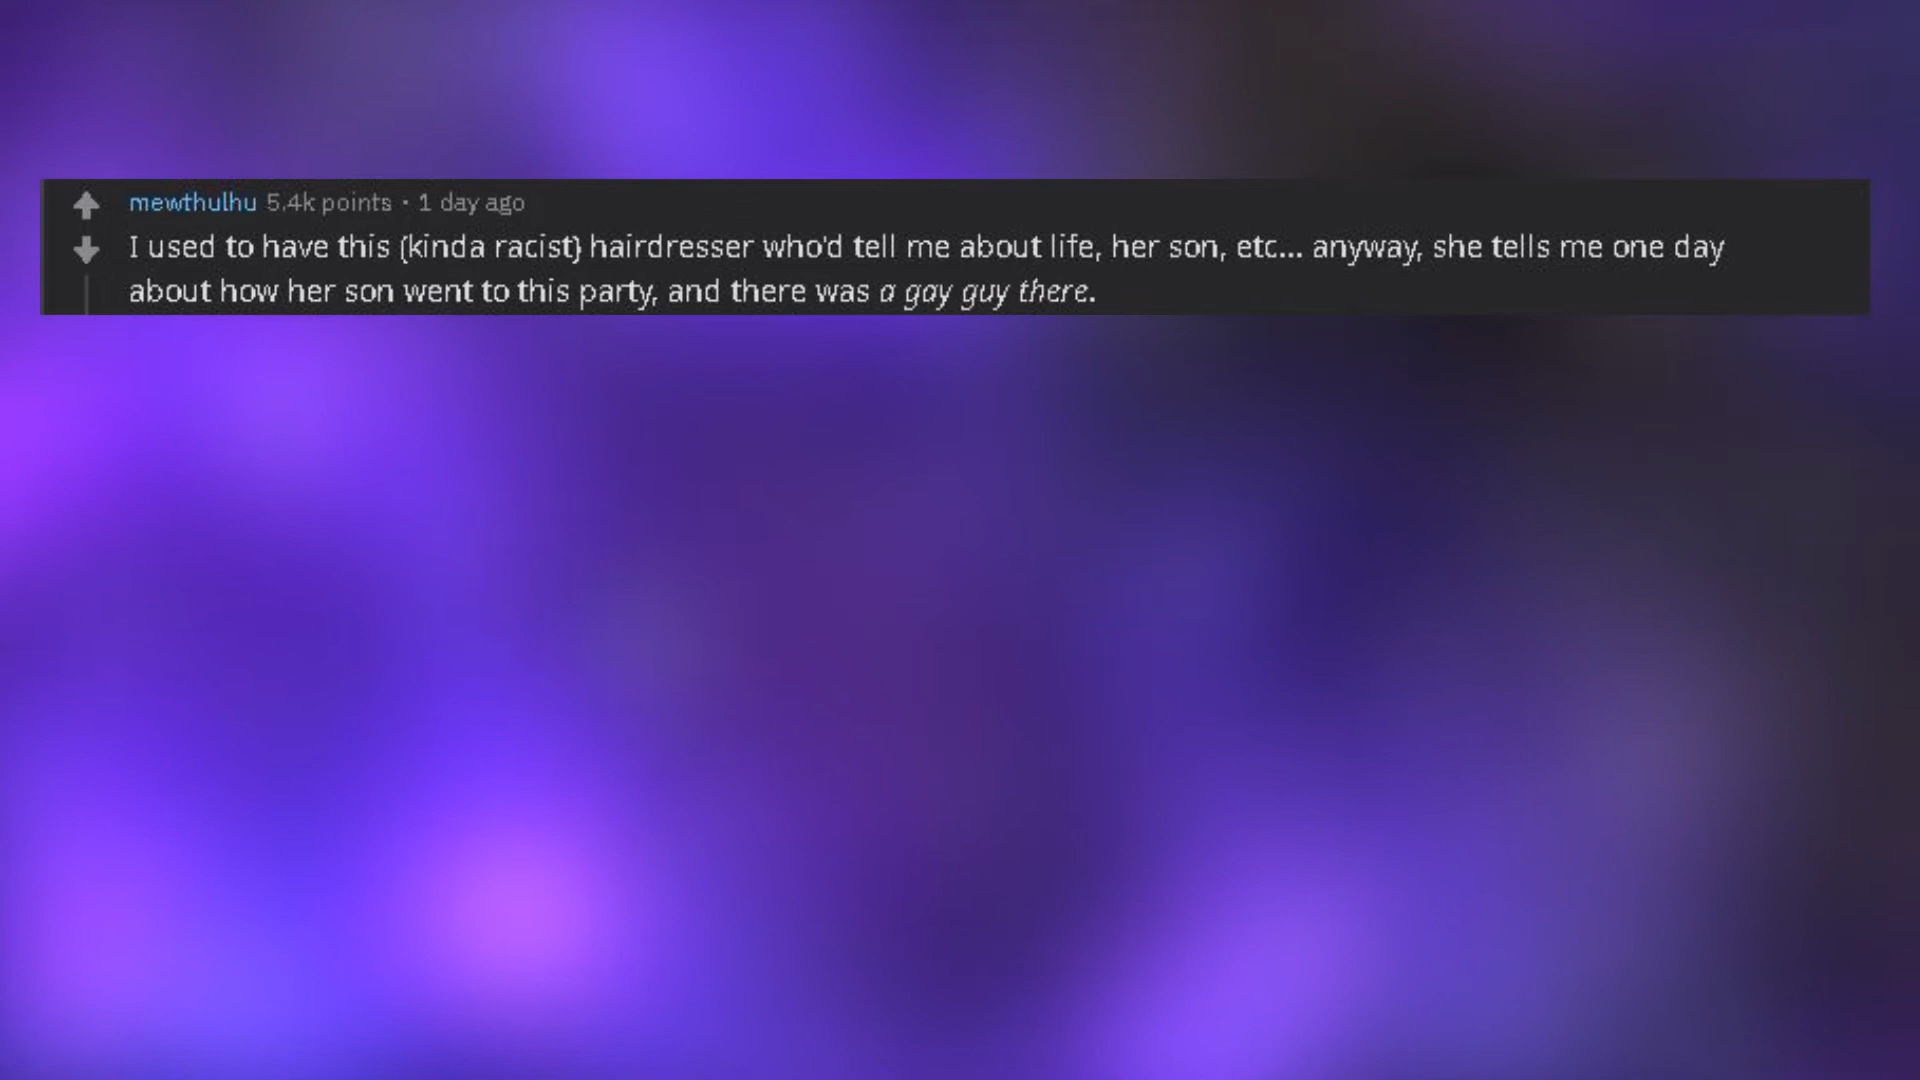 mewthulhu 5.4k points · 1 day ago
I used to have this (kinda racist) hairdresser who'd tell me about life, her son, etc... anyway, she tells me one day
about how her son went to this party, and there was a gay guy there.